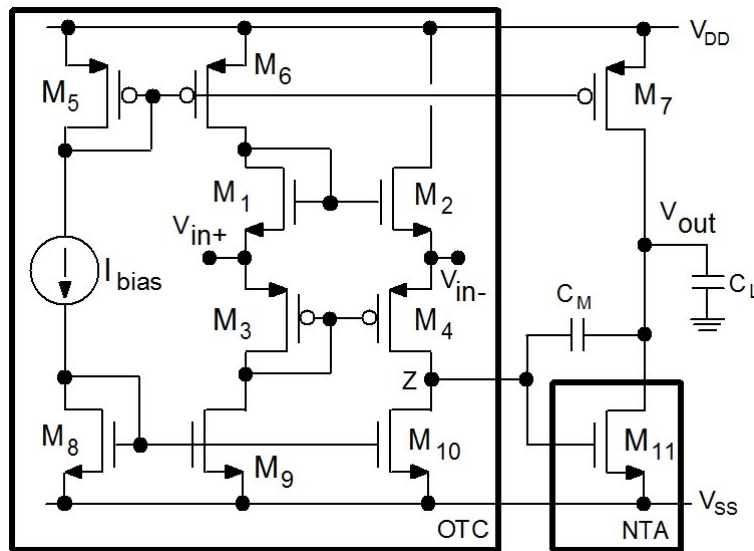 V_DD
M_5
M_6
M_7
M_1
M_2
V_in+
V_out
I_bias
V_in-
C_L
C_M
M_3
M_4
Z
M_8
M_9
M_10
M_11
V_SS
OTC
NTA